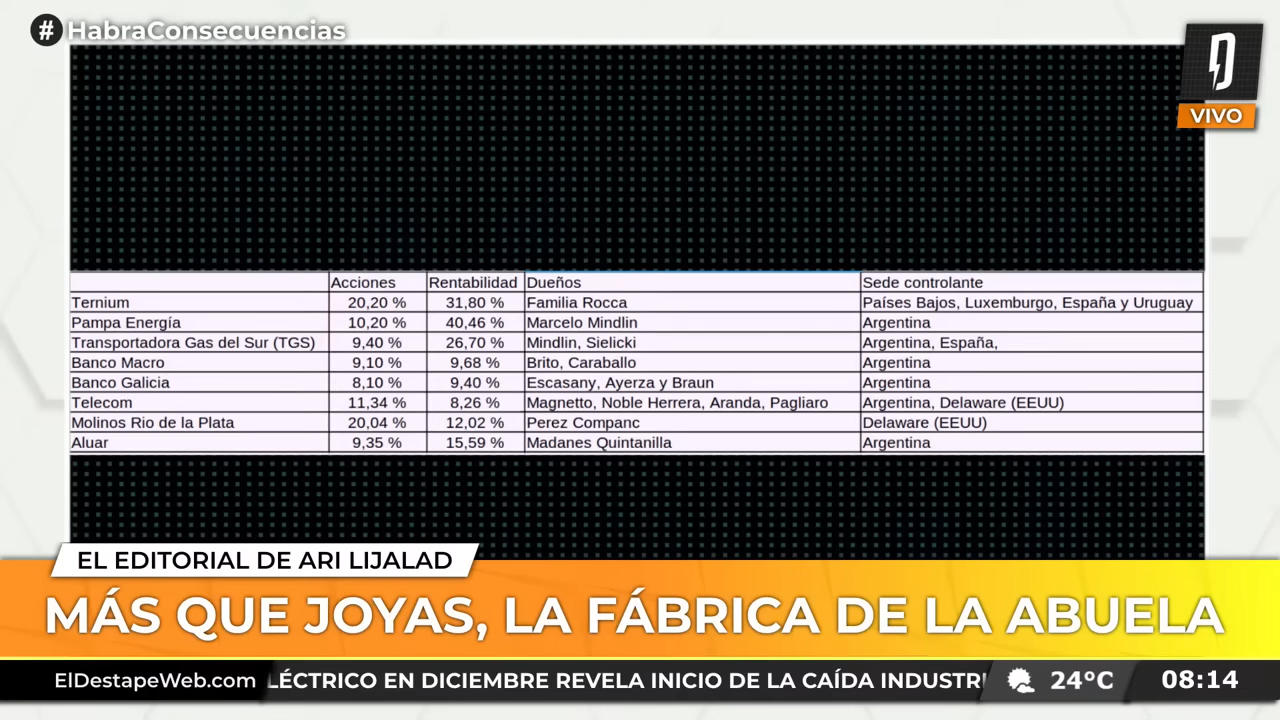 # HabraConsecuencias
VIVO
Acciones Rentabilidad Dueños Sede controlante
Ternium 20,20 % 31,80 % Familia Rocca Países Bajos, Luxemburgo, España y Uruguay
Pampa Energía 10,20 % 40,46 % Marcelo Mindlin Argentina
Transportadora Gas del Sur (TGS) 9,40 % 26,70 % Mindlin, Sielicki Argentina, España,
Banco Macro 9,10 % 9,68 % Brito, Caraballo Argentina
Banco Galicia 8,10 % 9,40 % Escasany, Ayerza y Braun Argentina
Telecom 11,34 % 8,26 % Magnetto, Noble Herrera, Aranda, Pagliaro Argentina, Delaware (EEUU)
Molinos Rio de la Plata 20,04 % 12,02 % Perez Companc Delaware (EEUU)
Aluar 9,35 % 15,59 % Madanes Quintanilla Argentina
EL EDITORIAL DE ARI LIJALAD
MÁS QUE JOYAS, LA FÁBRICA DE LA ABUELA
ElDestapeWeb.com LÉCTRICO EN DICIEMBRE REVELA INICIO DE LA CAÍDA INDUSTRI 24°C 08:14